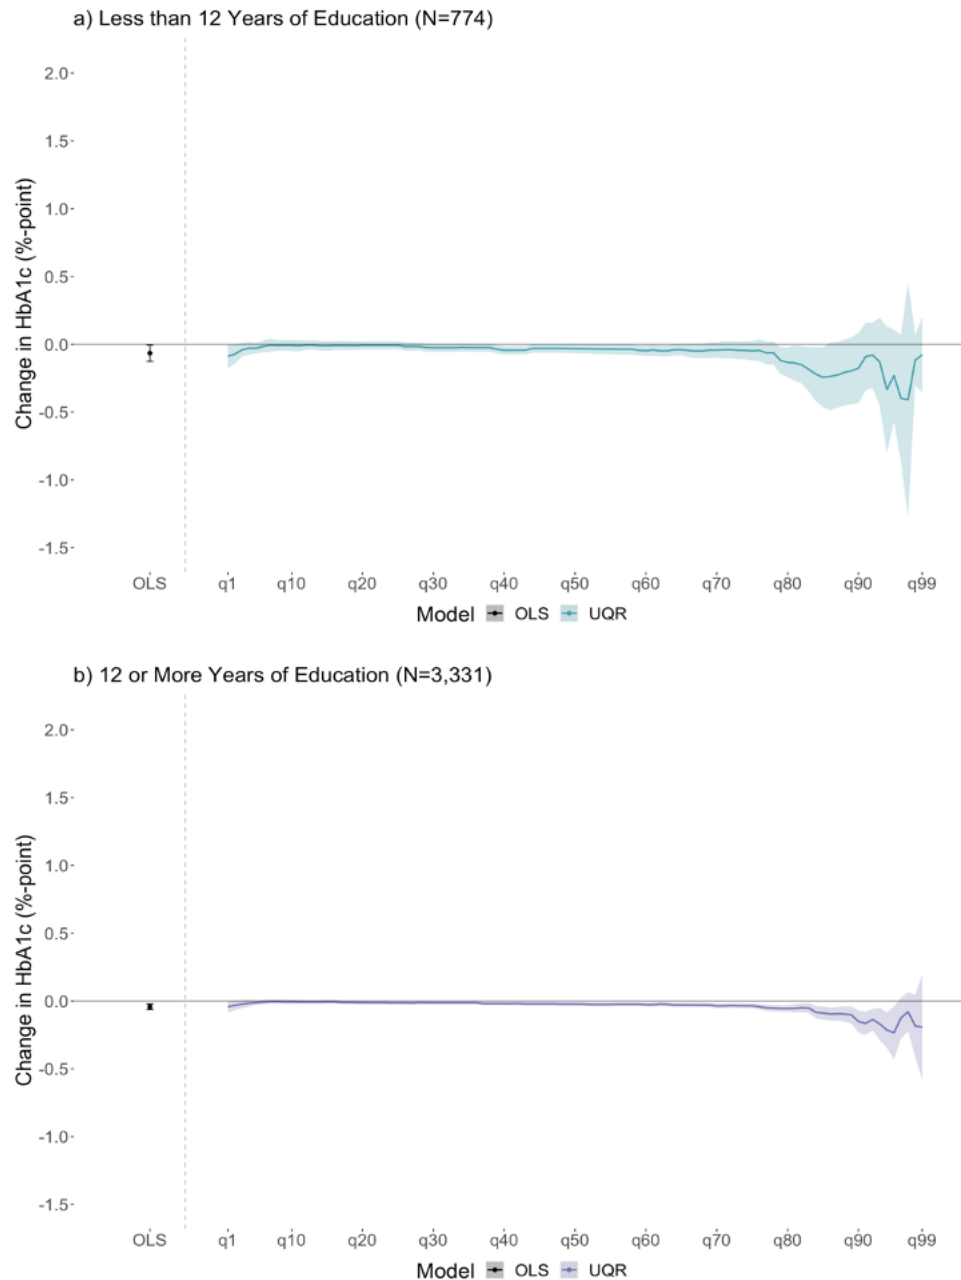 a) Less than 12 Years of Education (N=774)
Change in HbA1c (%-point)
2.0
1.5
1.0
0.5
0.0
-0.5
-1.0
-1.5
OLS q1 q10 q20 q30 q40 q50 q60 q70 q80 q90 q99
Model OLS UQR
b) 12 or More Years of Education (N=3,331)
Change in HbA1c (%-point)
2.0
1.5
1.0
0.5
0.0
-0.5
-1.0
-1.5
OLS q1 q10 q20 q30 q40 q50 q60 q70 q80 q90 q99
Model OLS UQR